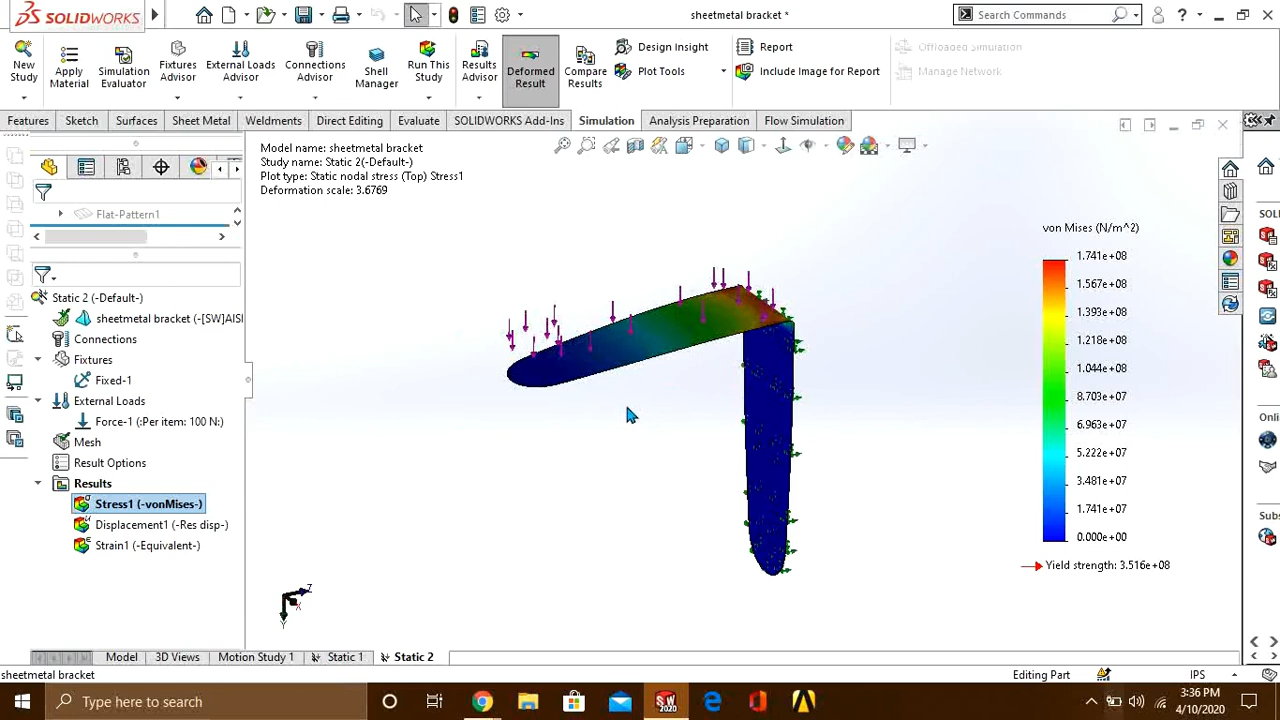 SOLIDWORKS
sheetmetal bracket *
Search Commands
New Study
Apply Material
Simulation Evaluator
Fixtures Advisor
External Loads Advisor
Connections Advisor
Shell Manager
Run This Study
Results Advisor
Deformed Result
Compare Results
Design Insight
Plot Tools
Report
Include Image for Report
Offloaded Simulation
Manage Network
Features
Sketch
Surfaces
Sheet Metal
Weldments
Direct Editing
Evaluate
SOLIDWORKS Add-Ins
Simulation
Analysis Preparation
Flow Simulation
Model name: sheetmetal bracket
Study name: Static 2(-Default-)
Plot type: Static nodal stress (Top) Stress1
Deformation scale: 3.6769
Flat-Pattern1
Static 2 (-Default-)
sheetmetal bracket (-[SW]AISI
Connections
Fixtures
Fixed-1
External Loads
Force-1 (:Per item: 100 N:)
Mesh
Result Options
Results
Stress1 (-vonMises-)
Displacement1 (-Res disp-)
Strain1 (-Equivalent-)
von Mises (N/m^2)
1.741e+08
1.567e+08
1.393e+08
1.218e+08
1.044e+08
8.703e+07
6.963e+07
5.222e+07
3.481e+07
1.741e+07
0.000e+00
Yield strength: 3.516e+08
SOLI
Onli
Subs
Z
X
Y
Model
3D Views
Motion Study 1
Static 1
Static 2
sheetmetal bracket
Editing Part
IPS
Type here to search
SW
2020
3:36 PM
4/10/2020